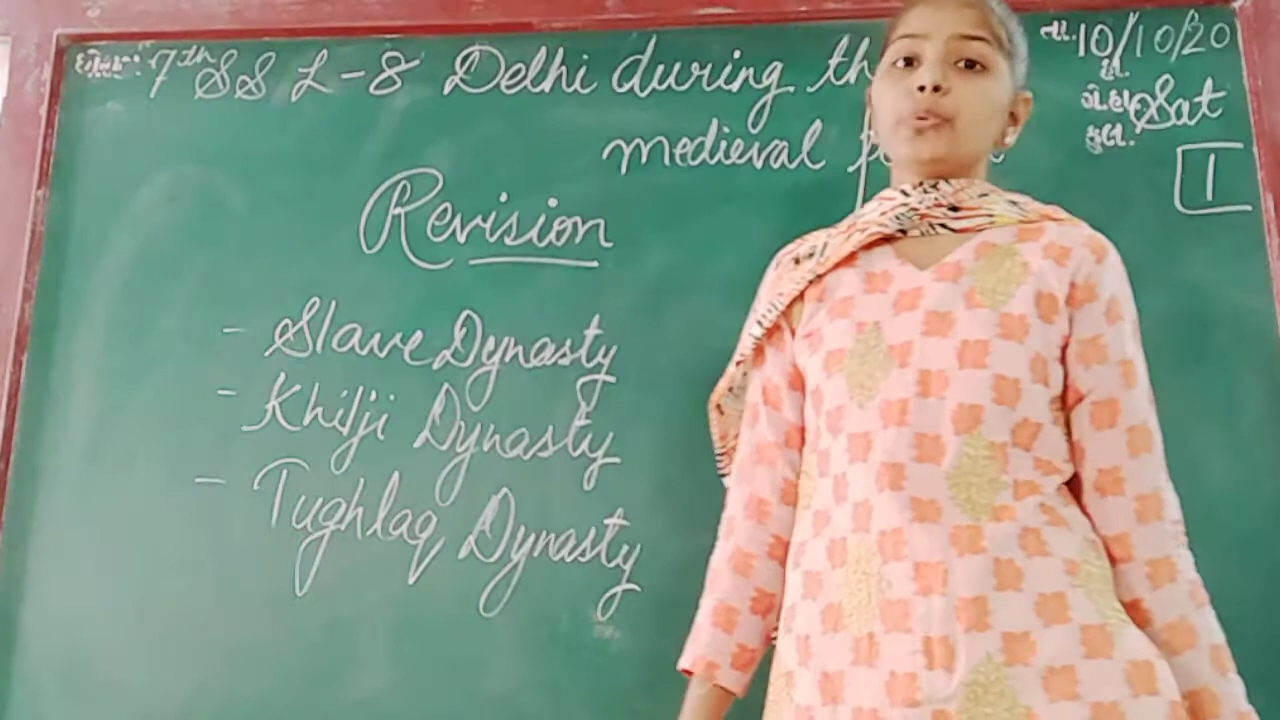 7th SS L-8 Delhi during th
medieval p
તા. 10/10/20
Sat
1
Revision
- Slave Dynasty
- Khilji Dynasty
- Tughlaq Dynasty